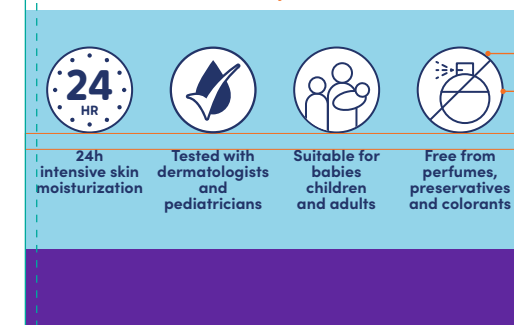 24
HR
24h
intensive skin
moisturization
Tested with
dermatologists
and
pediatricians
Suitable for
babies
children
and adults
Free from
perfumes,
preservatives
and colorants